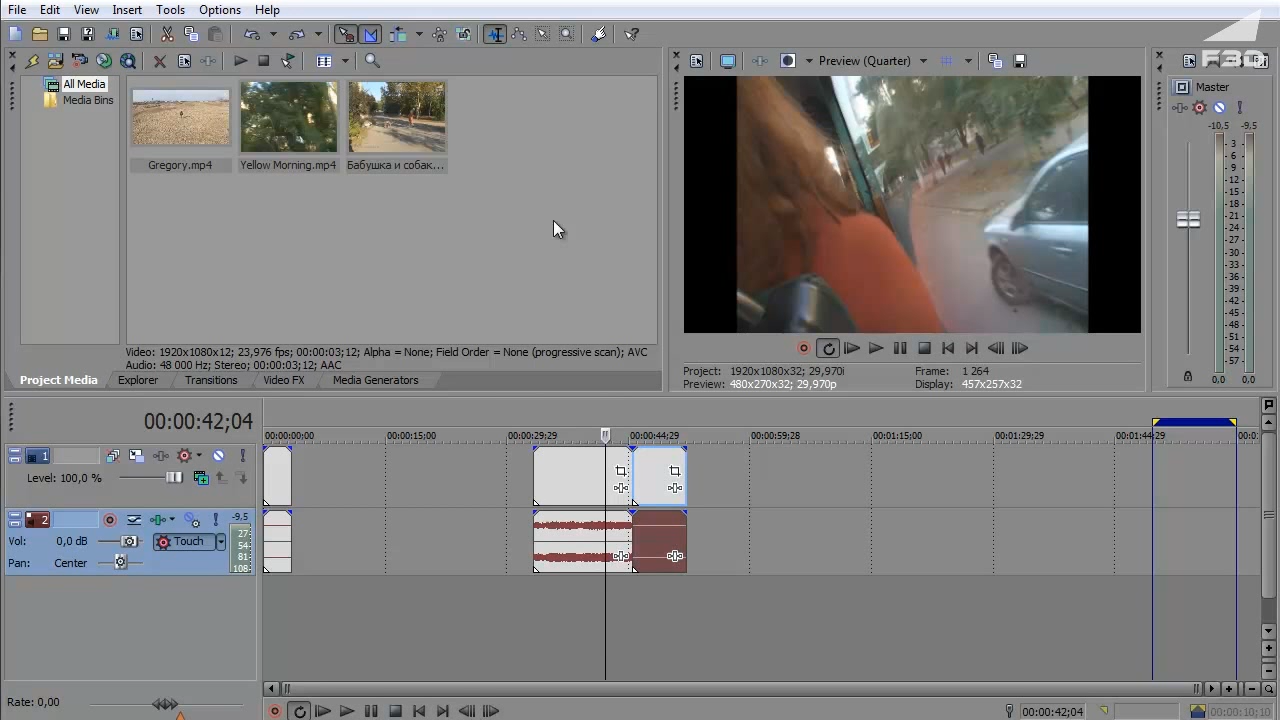 File Edit View Insert Tools Options Help
F30
Preview (Quarter)
All Media
Media Bins
Gregory.mp4
Yellow Morning.mp4
Бабушка и собак...
Master
-10,5 -9,5
3
6
9
12
15
18
21
24
27
30
33
36
39
42
45
48
51
54
57
0,0 0,0
Video: 1920x1080x12; 23,976 fps; 00:00:03;12; Alpha = None; Field Order = None (progressive scan); AVC
Audio: 48 000 Hz; Stereo; 00:00:03;12; AAC
Project Media Explorer Transitions Video FX Media Generators
Project: 1920x1080x32; 29,970i Frame: 1 264
Preview: 480x270x32; 29,970p Display: 457x257x32
00:00:42;04
00:00:00;00 00:00:15;00 00:00:29;29 00:00:44;29 00:00:59;28 00:01:15;00 00:01:29;29 00:01:44;29
1
Level: 100,0 %
2
-9,5
27
54
81
108
Vol: 0,0 dB Touch
Pan: Center
Rate: 0,00
00:00:42;04
00:00:10;10